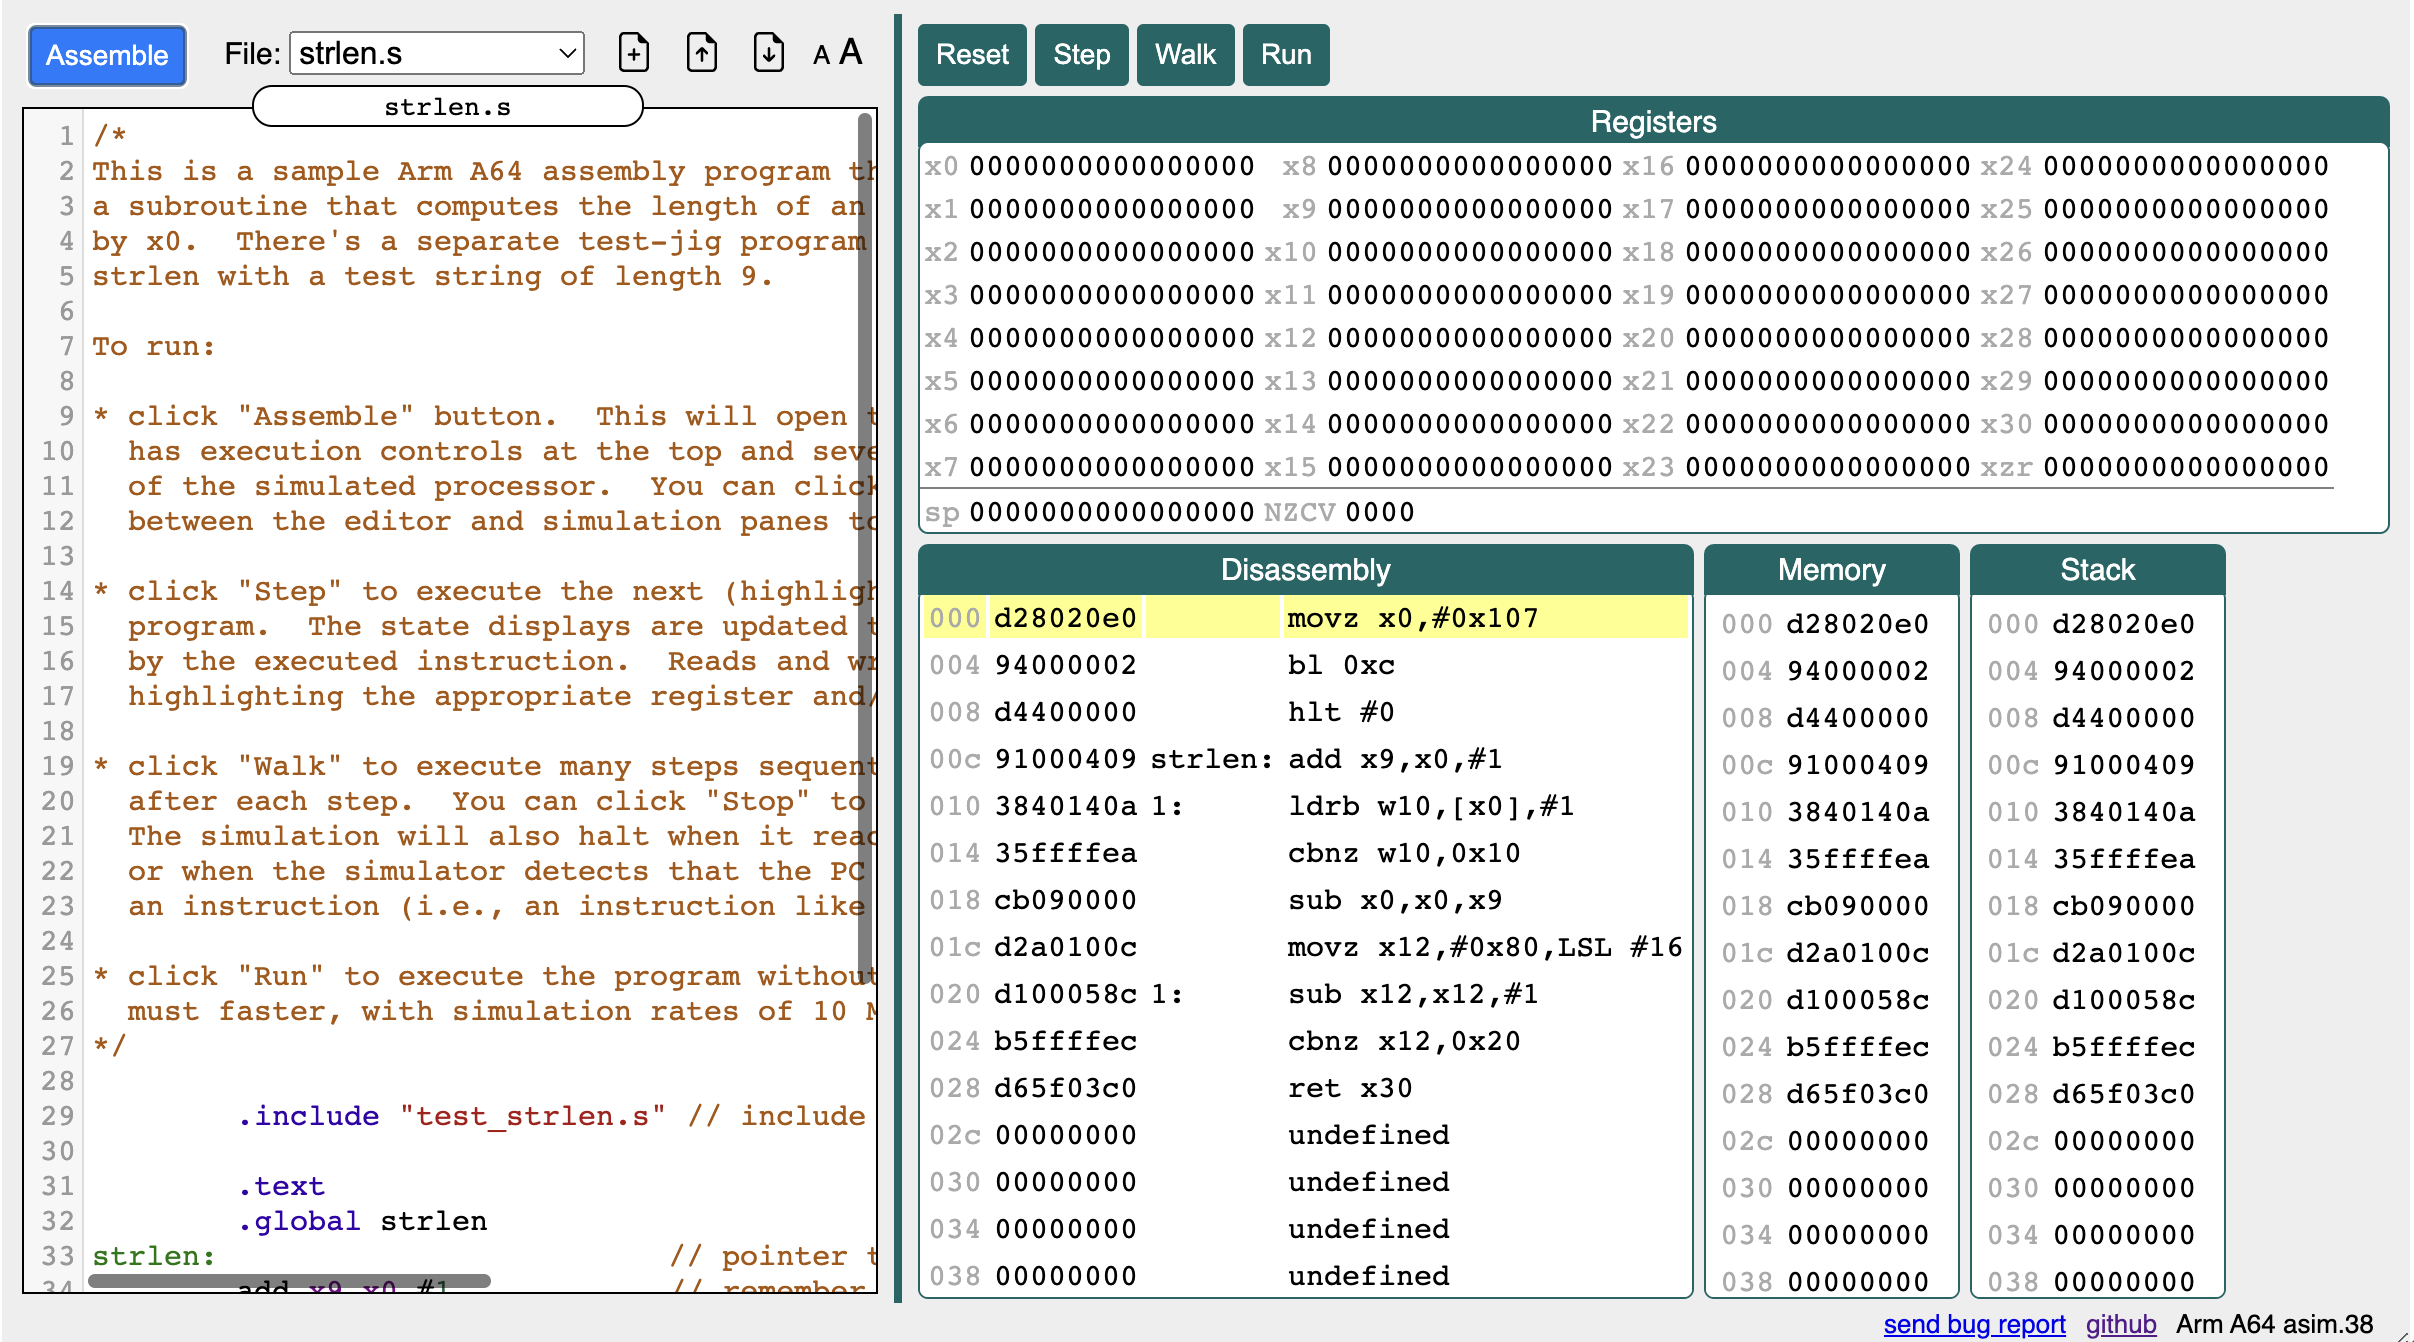 Assemble File: strlen.s A A
strlen.s
1 /*
2 This is a sample Arm A64 assembly program
3 a subroutine that computes the length of an
4 by x0.  There's a separate test-jig program
5 strlen with a test string of length 9.
6
7 To run:
8
9 * click "Assemble" button.  This will open
10   has execution controls at the top and
11   of the simulated processor.  You can click
12   between the editor and simulation panes
13
14 * click "Step" to execute the next
15   program.  The state displays are updated
16   by the executed instruction.  Reads and
17   highlighting the appropriate register and/
18
19 * click "Walk" to execute many steps
20   after each step.  You can click "Stop" to
21   The simulation will also halt when it
22   or when the simulator detects that the PC
23   an instruction (i.e., an instruction like
24
25 * click "Run" to execute the program without
26   must faster, with simulation rates of 10
27 */
28
29 .include "test_strlen.s" // include
30
31 .text
32 .global strlen
33 strlen: // pointer
34 add x9 x0 #1 // remember
Reset Step Walk Run
Registers
x0 0000000000000000 x8 0000000000000000 x16 0000000000000000 x24 0000000000000000
x1 0000000000000000 x9 0000000000000000 x17 0000000000000000 x25 0000000000000000
x2 0000000000000000 x10 0000000000000000 x18 0000000000000000 x26 0000000000000000
x3 0000000000000000 x11 0000000000000000 x19 0000000000000000 x27 0000000000000000
x4 0000000000000000 x12 0000000000000000 x20 0000000000000000 x28 0000000000000000
x5 0000000000000000 x13 0000000000000000 x21 0000000000000000 x29 0000000000000000
x6 0000000000000000 x14 0000000000000000 x22 0000000000000000 x30 0000000000000000
x7 0000000000000000 x15 0000000000000000 x23 0000000000000000 xzr 0000000000000000
sp 0000000000000000 NZCV 0000
Disassembly
000 d28020e0 movz x0,#0x107
004 94000002 bl 0xc
008 d4400000 hlt #0
00c 91000409 strlen: add x9,x0,#1
010 3840140a 1: ldrb w10,[x0],#1
014 35ffffea cbnz w10,0x10
018 cb090000 sub x0,x0,x9
01c d2a0100c movz x12,#0x80,LSL #16
020 d100058c 1: sub x12,x12,#1
024 b5ffffec cbnz x12,0x20
028 d65f03c0 ret x30
02c 00000000 undefined
030 00000000 undefined
034 00000000 undefined
038 00000000 undefined
Memory
000 d28020e0
004 94000002
008 d4400000
00c 91000409
010 3840140a
014 35ffffea
018 cb090000
01c d2a0100c
020 d100058c
024 b5ffffec
028 d65f03c0
02c 00000000
030 00000000
034 00000000
038 00000000
Stack
000 d28020e0
004 94000002
008 d4400000
00c 91000409
010 3840140a
014 35ffffea
018 cb090000
01c d2a0100c
020 d100058c
024 b5ffffec
028 d65f03c0
02c 00000000
030 00000000
034 00000000
038 00000000
send bug report github Arm A64 asim.38